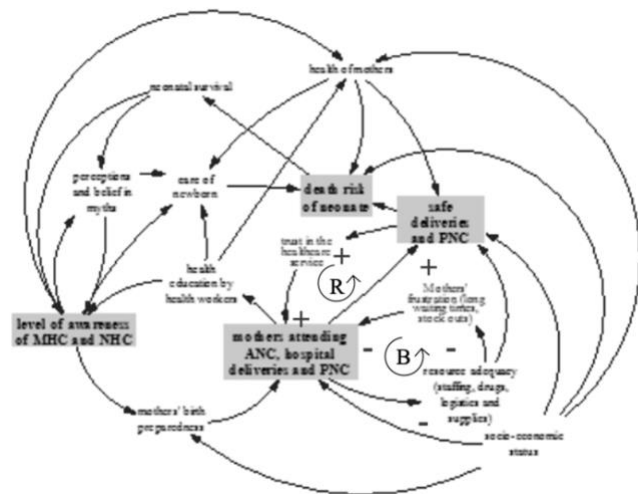 health of mothers
neonatal survival
perceptions
and belief in
myths
care of
newborn
death risk
of neonate
safe
deliveries
and PNC
trust in the
healthcare
service
+
R
+
health
education by
health workers
+
Mothers'
frustration (long
waiting times,
stock outs)
level of awareness
of MHC and NHC
mothers attending
ANC, hospital
deliveries and PNC
-
B
-
resource adequacy
(staffing, drugs,
logistics and
supplies)
-
mothers' birth
preparedness
socio-economic
status